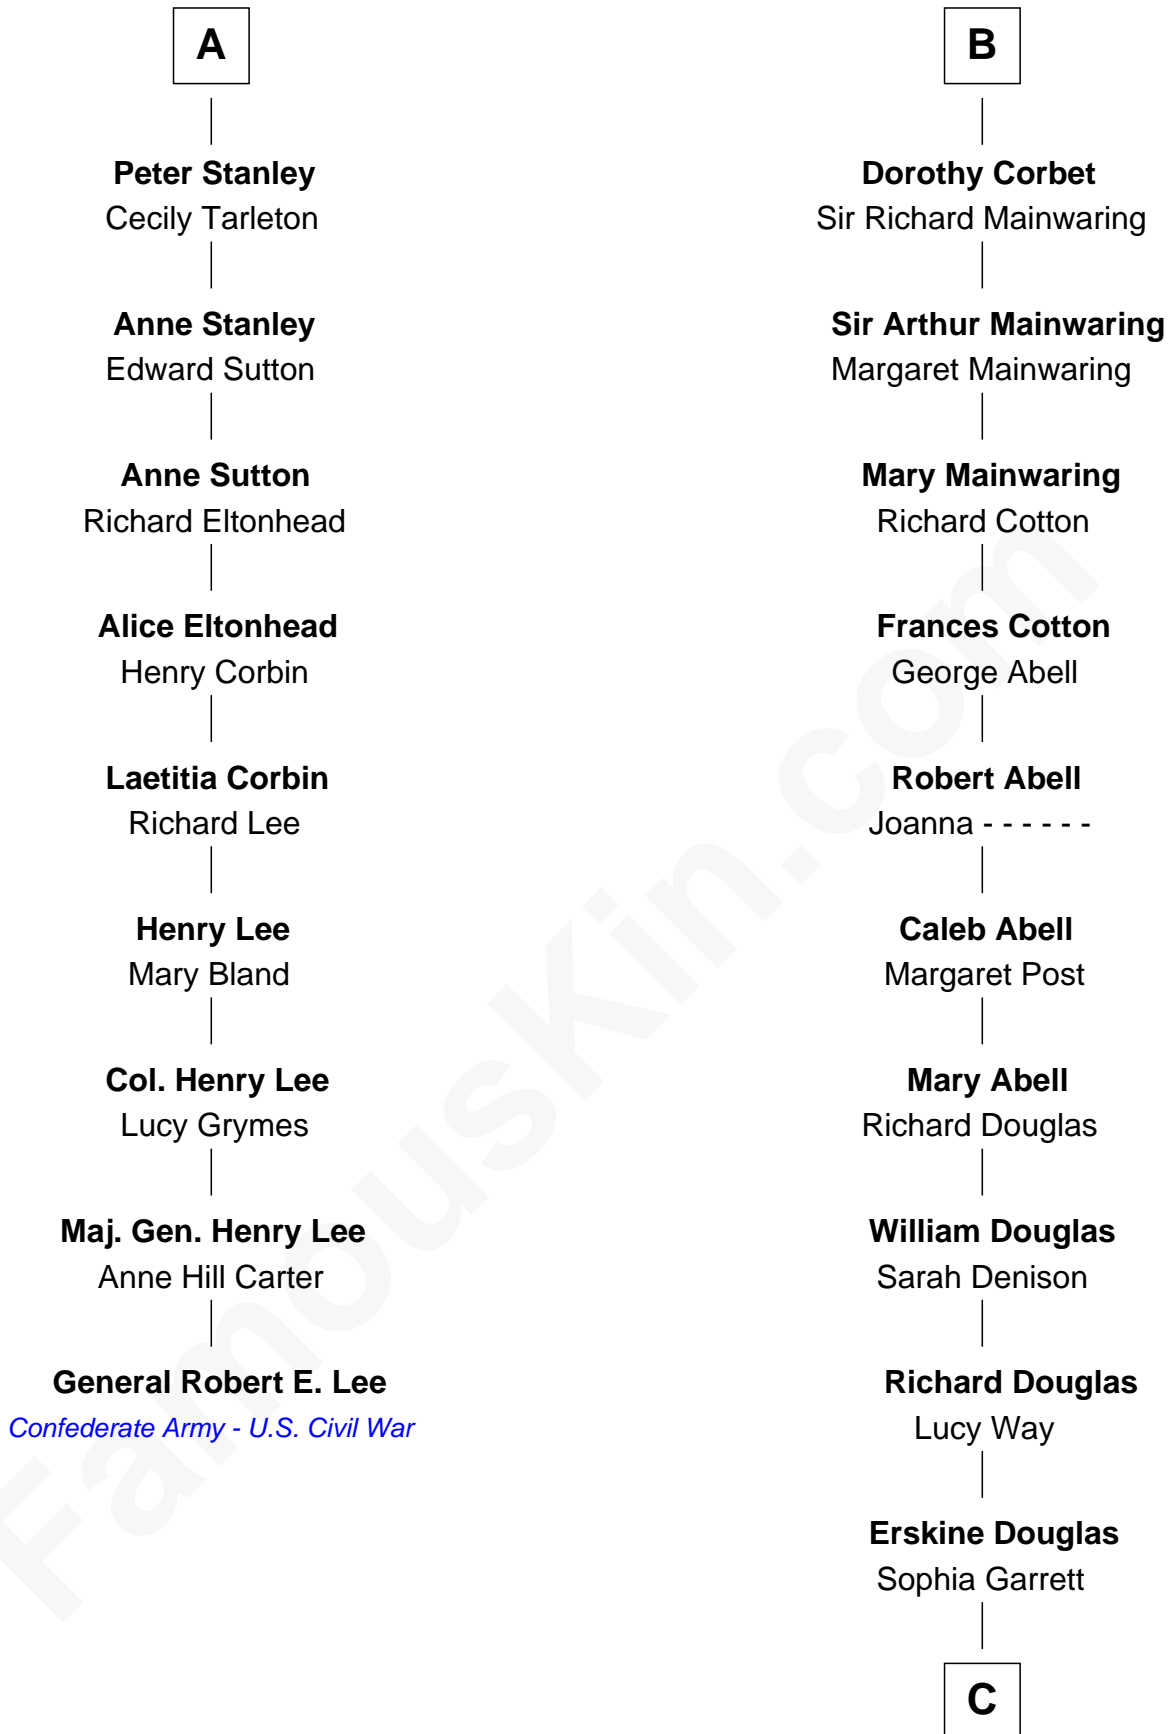 A
Peter Stanley
Cecily Tarleton
Anne Stanley
Edward Sutton
Anne Sutton
Richard Eltonhead
Alice Eltonhead
Henry Corbin
Laetitia Corbin
Richard Lee
Henry Lee
Mary Bland
Col. Henry Lee
Lucy Grymes
Maj. Gen. Henry Lee
Anne Hill Carter
General Robert E. Lee
Confederate Army - U.S. Civil War
B
Dorothy Corbet
Sir Richard Mainwaring
Sir Arthur Mainwaring
Margaret Mainwaring
Mary Mainwaring
Richard Cotton
Frances Cotton
George Abell
Robert Abell
Joanna - - - - - -
Caleb Abell
Margaret Post
Mary Abell
Richard Douglas
William Douglas
Sarah Denison
Richard Douglas
Lucy Way
Erskine Douglas
Sophia Garrett
C
FamousKin.com